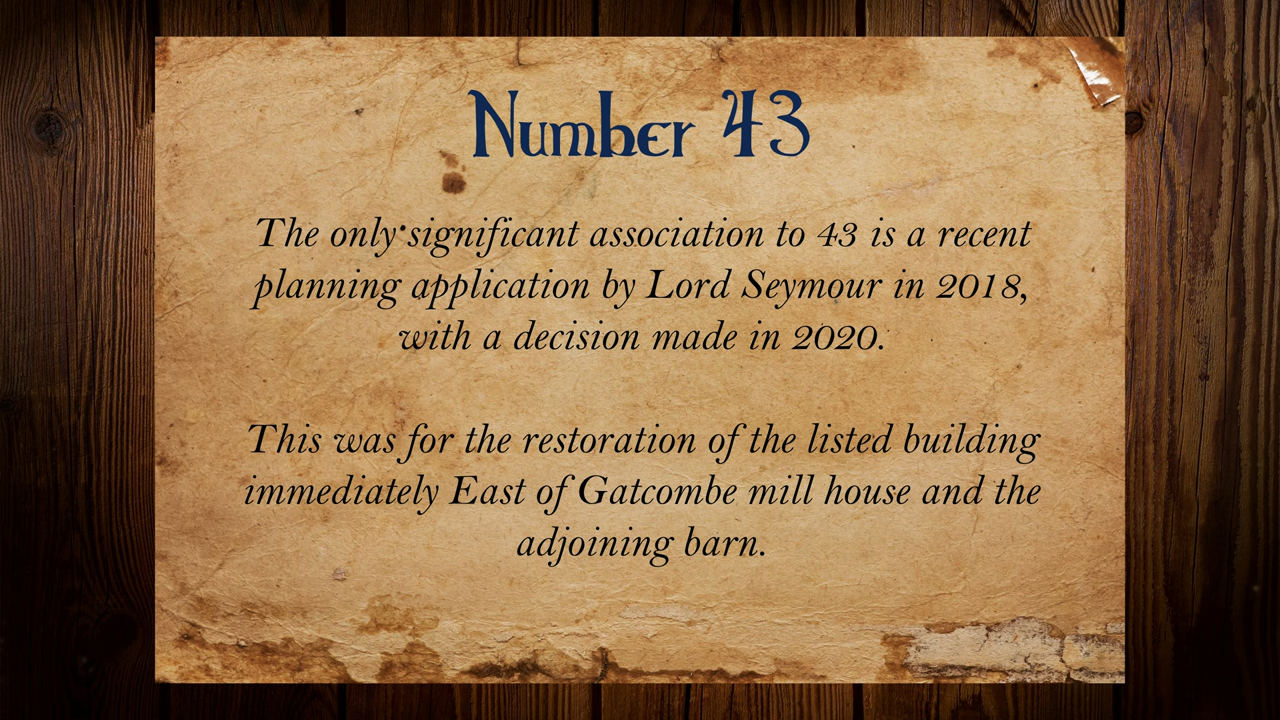 Number 43
The only significant association to 43 is a recent
planning application by Lord Seymour in 2018,
with a decision made in 2020.
This was for the restoration of the listed building
immediately East of Gatcombe mill house and the
adjoining barn.